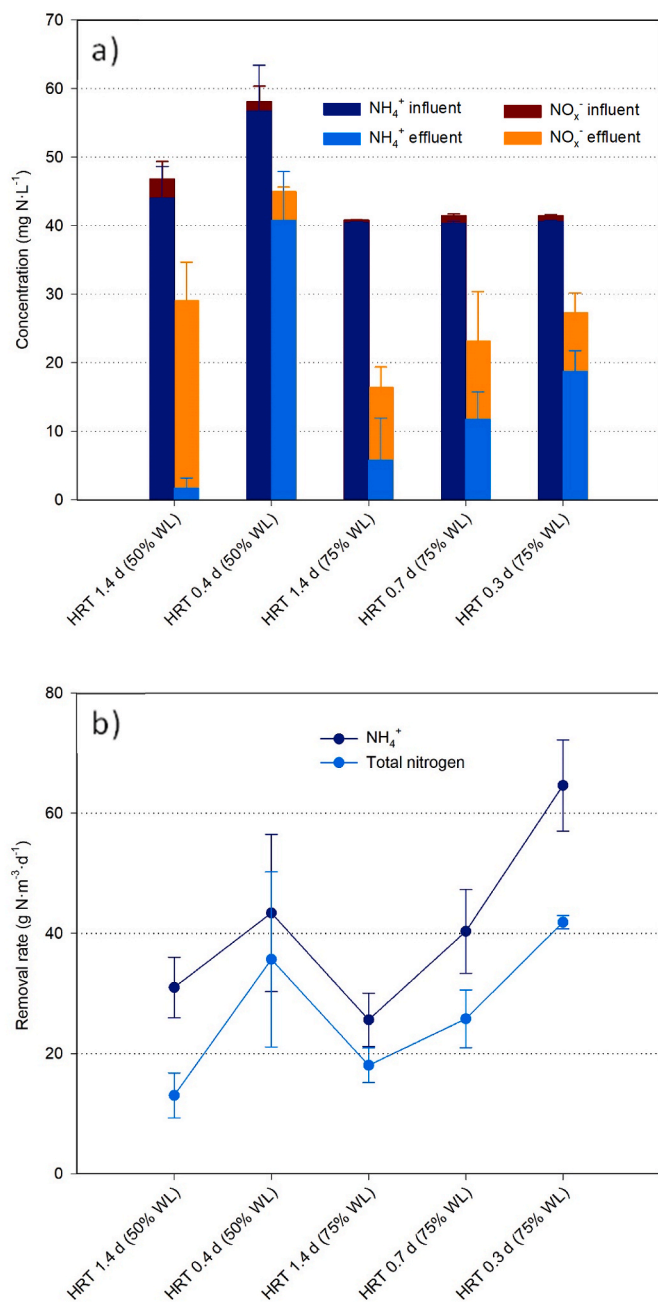 a)
70
60
50
40
30
20
10
0
Concentration (mg N·L⁻¹)
NH₄⁺ influent
NOₓ⁻ influent
NH₄⁺ effluent
NOₓ⁻ effluent
HRT 1.4 d (50% WL)
HRT 0.4 d (50% WL)
HRT 1.4 d (75% WL)
HRT 0.7 d (75% WL)
HRT 0.3 d (75% WL)
b)
80
60
40
20
0
Removal rate (g N·m⁻³·d⁻¹)
NH₄⁺
Total nitrogen
HRT 1.4 d (50% WL)
HRT 0.4 d (50% WL)
HRT 1.4 d (75% WL)
HRT 0.7 d (75% WL)
HRT 0.3 d (75% WL)